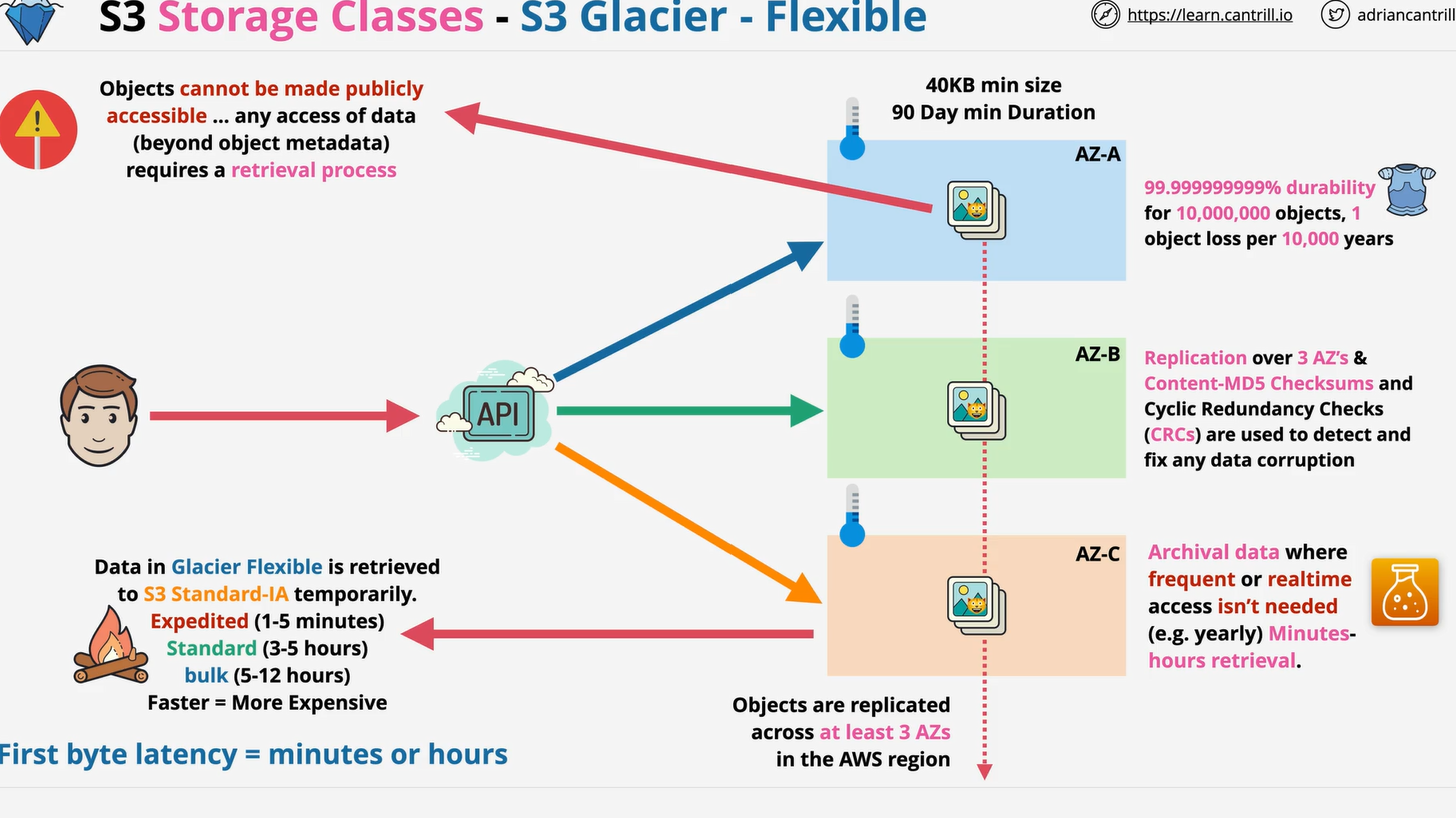 S3 Storage Classes - S3 Glacier - Flexible
https://learn.cantrill.io
adriancantrill
Objects cannot be made publicly
accessible ... any access of data
(beyond object metadata)
requires a retrieval process
40KB min size
90 Day min Duration
AZ-A
99.999999999% durability
for 10,000,000 objects, 1
object loss per 10,000 years
API
AZ-B
Replication over 3 AZ's &
Content-MD5 Checksums and
Cyclic Redundancy Checks
(CRCs) are used to detect and
fix any data corruption
Data in Glacier Flexible is retrieved
to S3 Standard-IA temporarily.
Expedited (1-5 minutes)
Standard (3-5 hours)
bulk (5-12 hours)
Faster = More Expensive
AZ-C
Archival data where
frequent or realtime
access isn't needed
(e.g. yearly) Minutes-
hours retrieval.
Objects are replicated
across at least 3 AZs
in the AWS region
First byte latency = minutes or hours